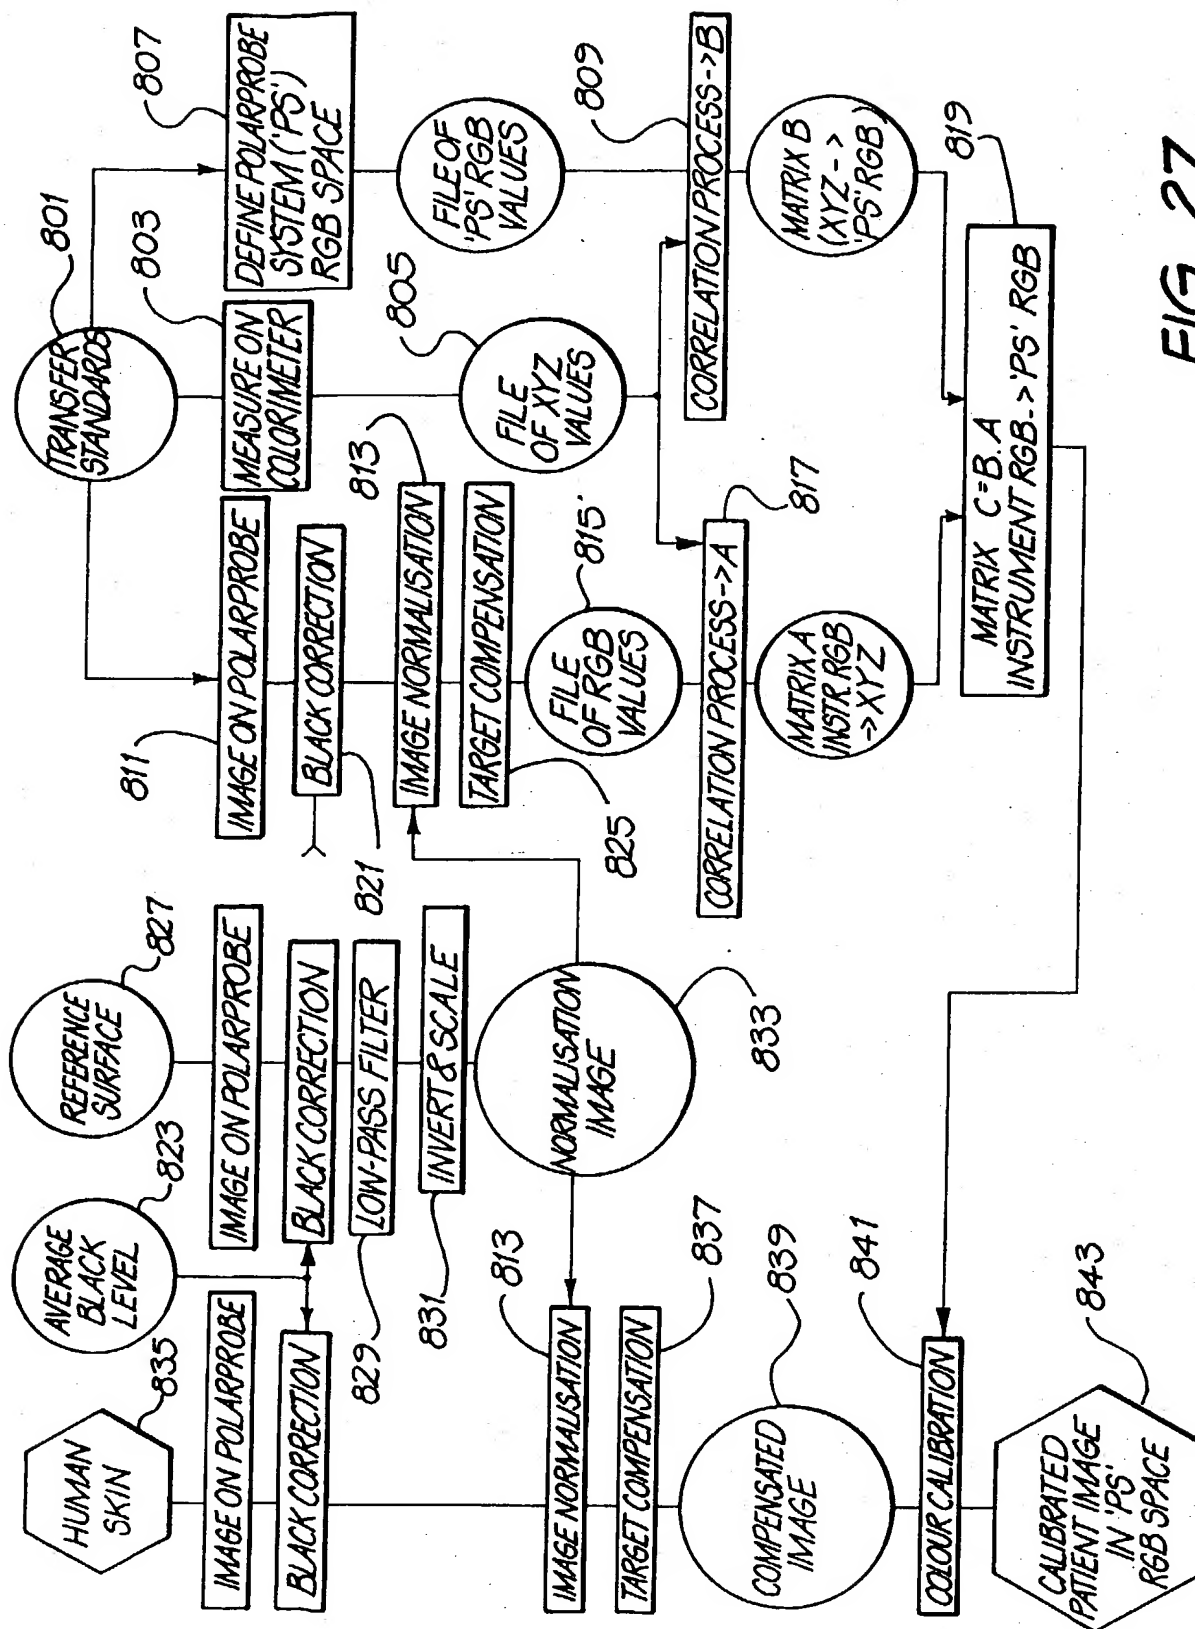 HUMAN
SKIN
835
AVERAGE
BLACK
LEVEL
823
REFERENCE
SURFACE
827
TRANSFER
STANDARDS
801
IMAGE ON POLARPROBE
BLACK CORRECTION
IMAGE ON POLARPROBE
BLACK CORRECTION
LOW-PASS FILTER
829
INVERT & SCALE
831
NORMALISATION
IMAGE
833
811
IMAGE ON POLARPROBE
BLACK CORRECTION
821
IMAGE NORMALISATION
813
TARGET COMPENSATION
825
FILE
OF RGB
VALUES
815
MEASURE ON
COLORIMETER
803
FILE
OF XYZ
VALUES
805
DEFINE POLARPROBE
SYSTEM ('PS')
RGB SPACE
807
FILE OF
'PS' RGB
VALUES
CORRELATION PROCESS->A
817
CORRELATION PROCESS->B
809
MATRIX A
INSTR. RGB
->XYZ
MATRIX B
(XYZ->
'PS' RGB)
MATRIX C=B.A
INSTRUMENT RGB->'PS' RGB
819
IMAGE NORMALISATION
813
TARGET COMPENSATION
837
COMPENSATED
IMAGE
839
COLOUR CALIBRATION
841
CALIBRATED
PATIENT IMAGE
IN 'PS'
RGB SPACE
843
FIG. 27